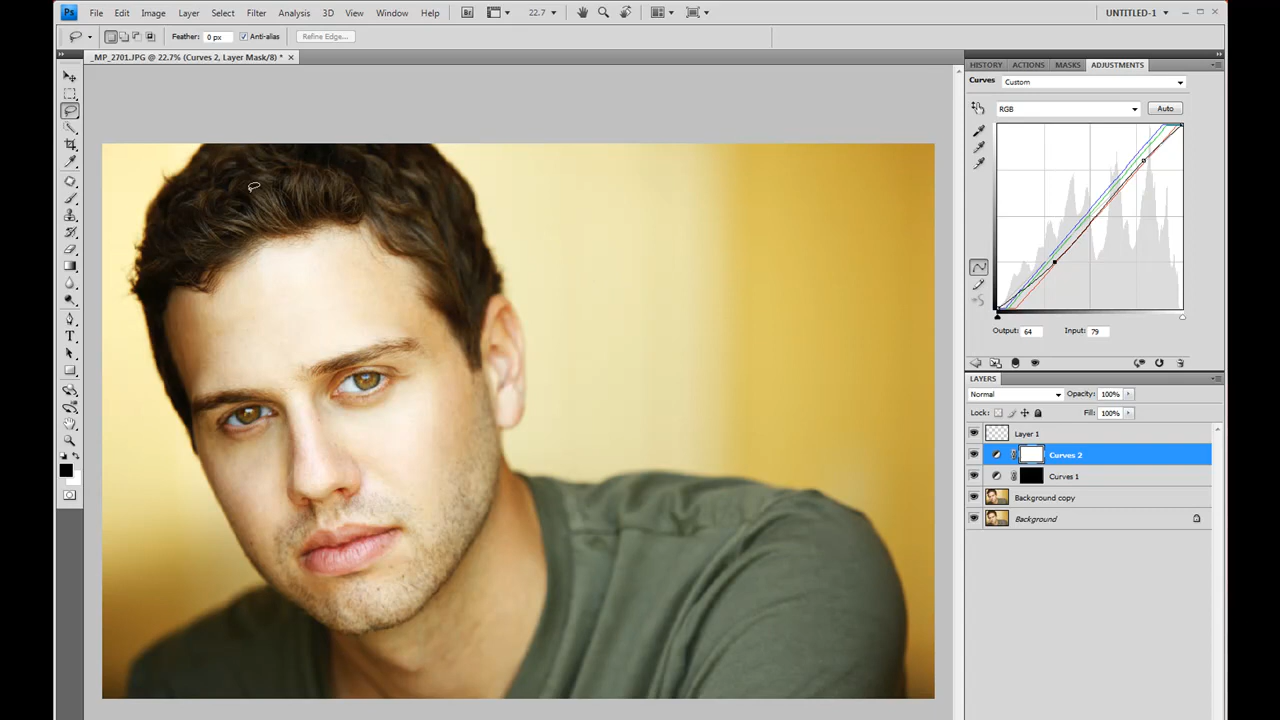 Ps File Edit Image Layer Select Filter Analysis 3D View Window Help Br 22.7 UNTITLED-1
Feather: 0 px Anti-alias Refine Edge...
_MP_2701.JPG @ 22.7% (Curves 2, Layer Mask/8) *
HISTORY ACTIONS MASKS ADJUSTMENTS
Curves Custom
RGB Auto
Output: 64 Input: 79
LAYERS
Normal Opacity: 100%
Lock: Fill: 100%
Layer 1
Curves 2
Curves 1
Background copy
Background
T